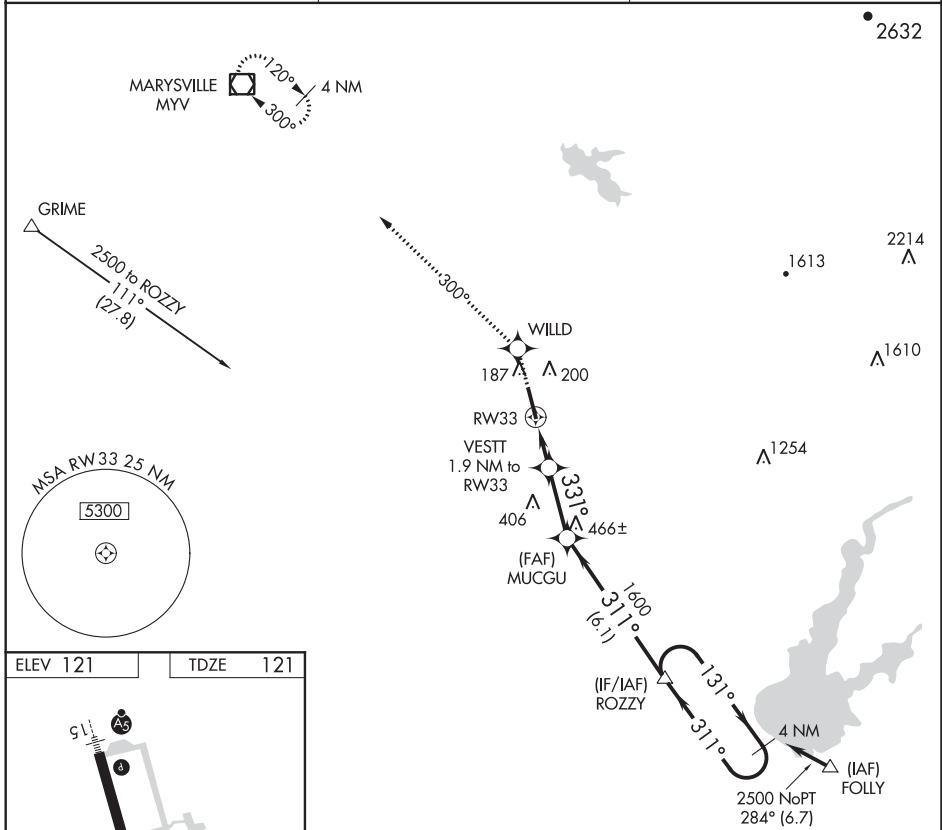 2632
MARYSVILLE
MYV
120°
4 NM
300°
GRIME
2500 to ROZZY
111°
(27.8)
300°
2214
1613
WILLD
187
200
1610
RW33
VESTT
1.9 NM to
RW33
331°
1254
406
466±
(FAF)
MUCGU
MSA RW33 25 NM
5300
1600
311°
(6.1)
(IF/IAF)
ROZZY
131°
311°
4 NM
(IAF)
FOLLY
2500 NoPT
284° (6.7)
ELEV 121
TDZE 121
15
A5
P